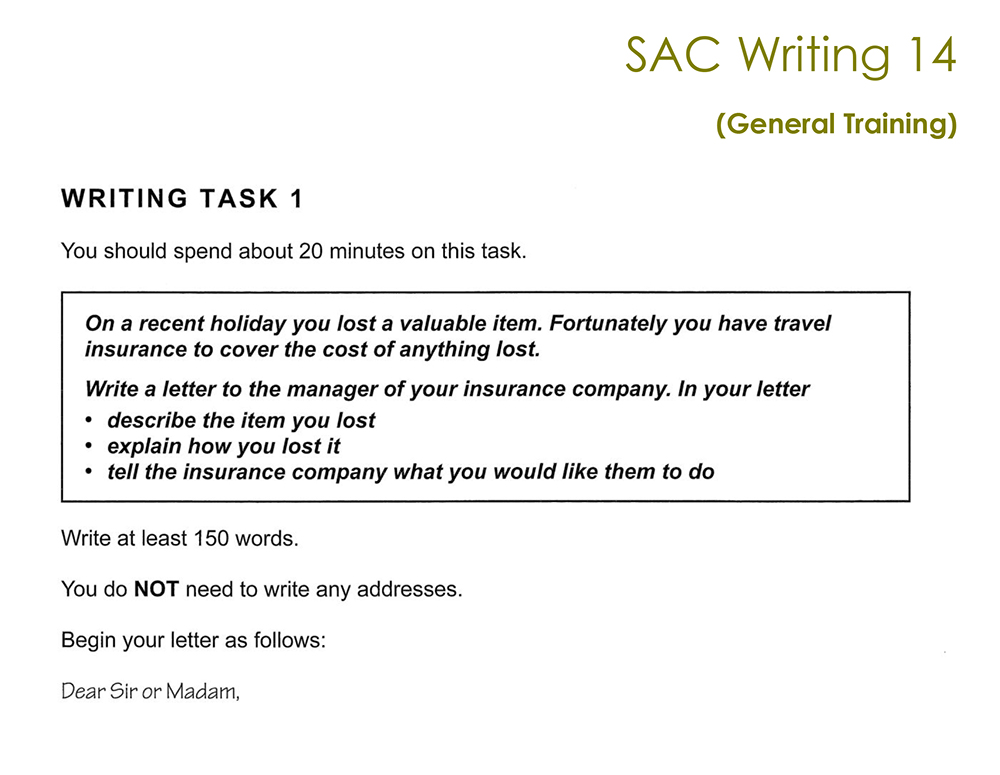 SAC Writing 14
(General Training)
WRITING TASK 1
You should spend about 20 minutes on this task.
On a recent holiday you lost a valuable item. Fortunately you have travel
insurance to cover the cost of anything lost.
Write a letter to the manager of your insurance company. In your letter
• describe the item you lost
• explain how you lost it
• tell the insurance company what you would like them to do
Write at least 150 words.
You do NOT need to write any addresses.
Begin your letter as follows:
Dear Sir or Madam,